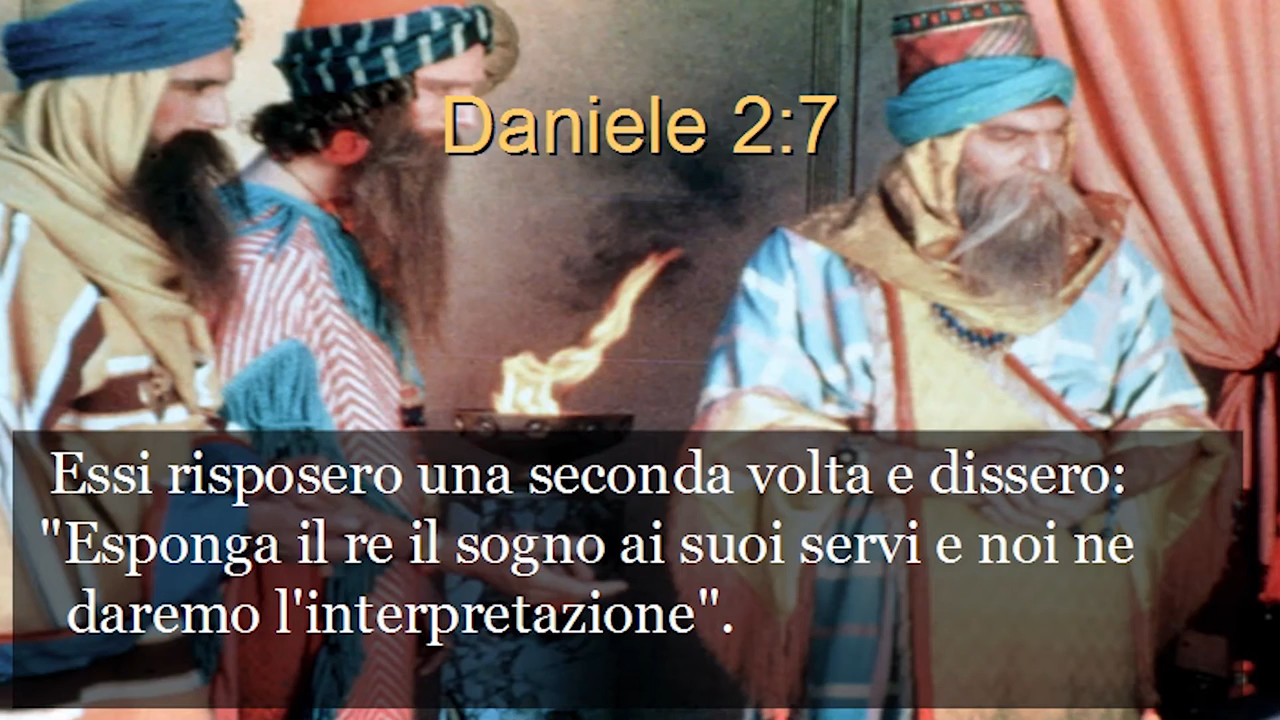 Daniele 2:7
Essi risposero una seconda volta e dissero:
"Esponga il re il sogno ai suoi servi e noi ne
daremo l'interpretazione".